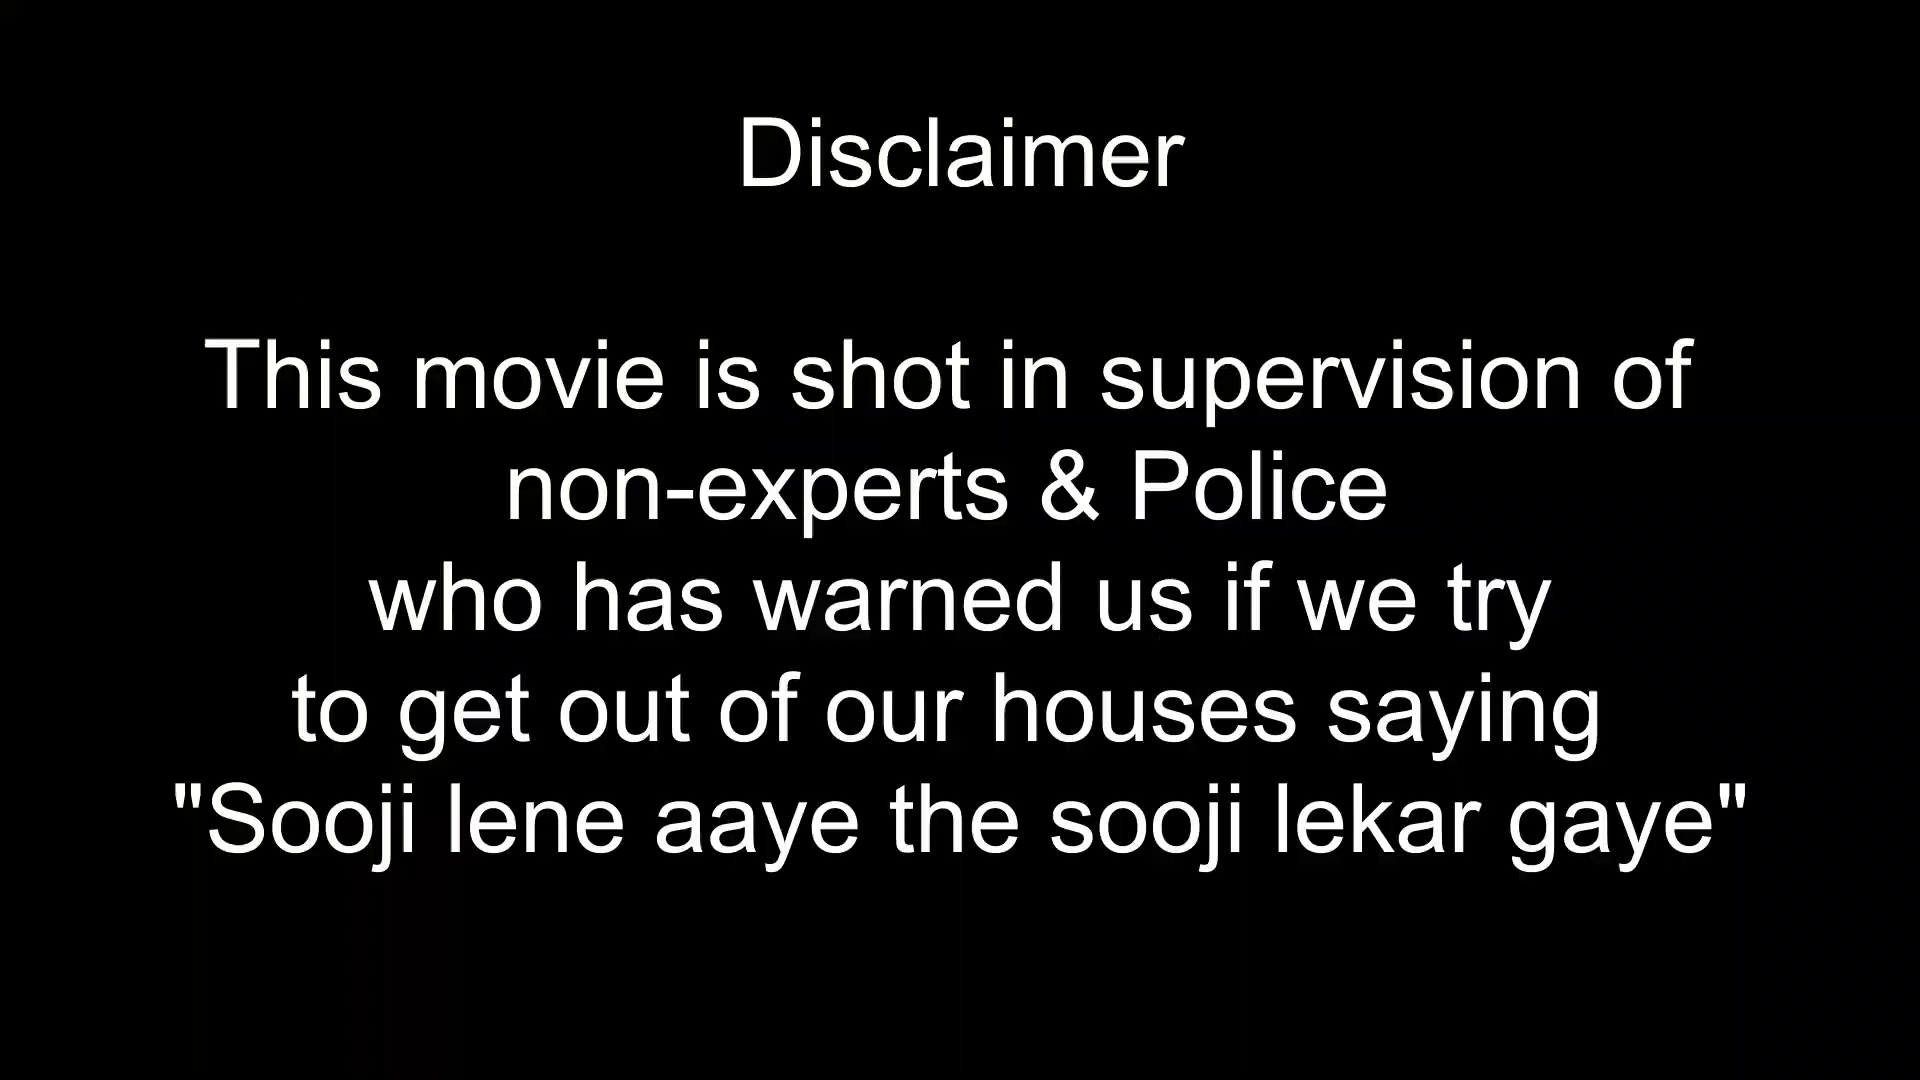 Disclaimer
This movie is shot in supervision of
non-experts & Police
who has warned us if we try
to get out of our houses saying
"Sooji lene aaye the sooji lekar gaye"